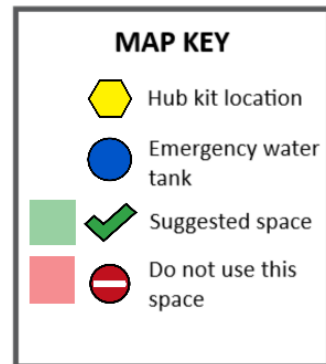 MAP KEY
Hub kit location
Emergency water
tank
Suggested space
Do not use this
space